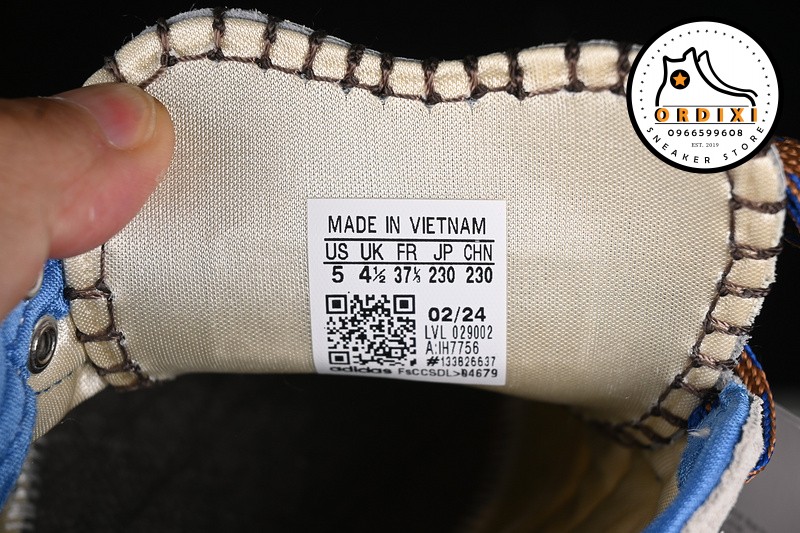 ORDIXI
0966599608
EST. 2019
SNEAKER STORE
MADE IN VIETNAM
US UK FR JP CHN
5 4½ 37⅓ 230 230
02/24
LVL 029002
A:IH7756
#133826637
adidas FsCCSDL>B4679